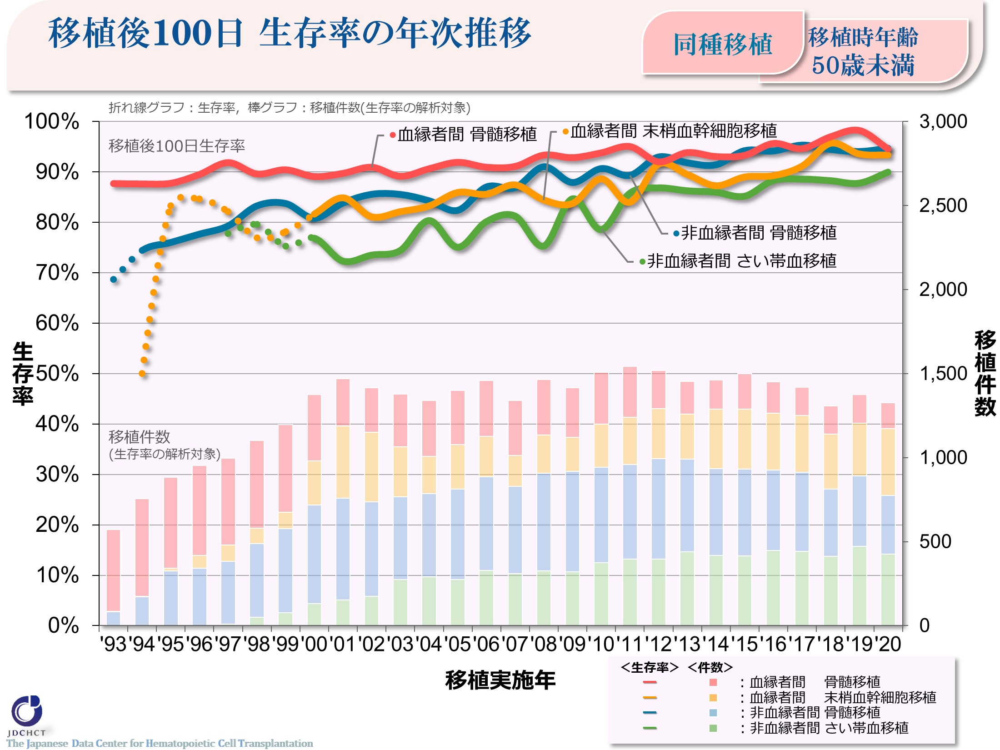 移植後100日 生存率の年次推移
同種移植
移植時年齢
50歳未満
折れ線グラフ：生存率，棒グラフ：移植件数(生存率の解析対象)
移植後100日生存率
●血縁者間 骨髄移植
●血縁者間 末梢血幹細胞移植
●非血縁者間 骨髄移植
●非血縁者間 さい帯血移植
移植件数
(生存率の解析対象)
生存率
100%
90%
80%
70%
60%
50%
40%
30%
20%
10%
0%
3,000
2,500
2,000
1,500
1,000
500
0
移植件数
'93 '94 '95 '96 '97 '98 '99 '00 '01 '02 '03 '04 '05 '06 '07 '08 '09 '10 '11 '12 '13 '14 '15 '16 '17 '18 '19 '20
移植実施年
＜生存率＞ ＜件数＞
：血縁者間 骨髄移植
：血縁者間 末梢血幹細胞移植
：非血縁者間 骨髄移植
：非血縁者間 さい帯血移植
JDCHCT
The Japanese Data Center for Hematopoietic Cell Transplantation